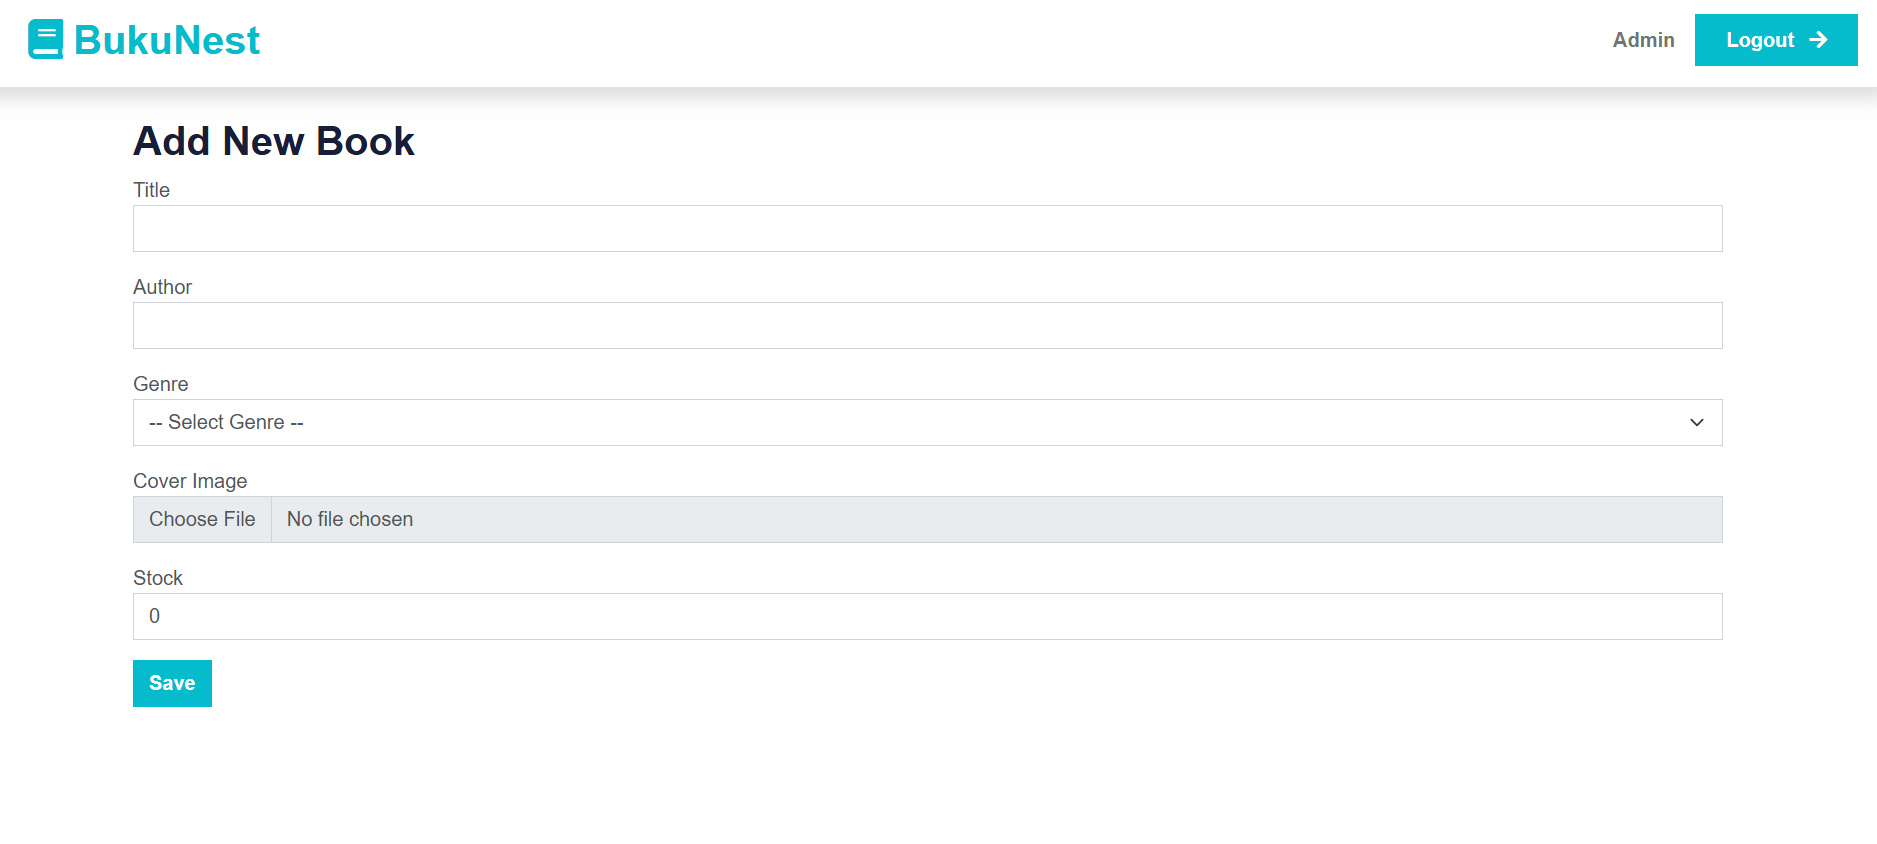 BukuNest
Admin
Logout
Add New Book
Title
Author
Genre
-- Select Genre --
Cover Image
Choose File No file chosen
Stock
0
Save